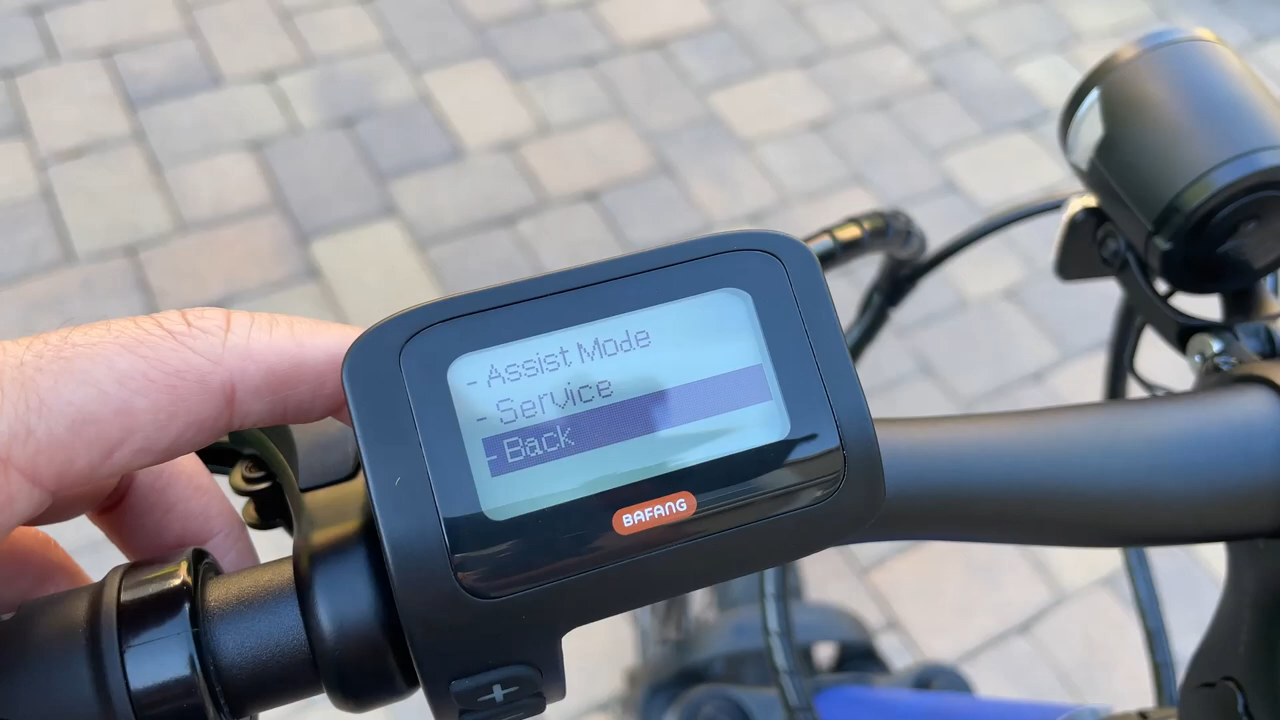 - Assist Mode
- Service
- Back
BAFANG
+